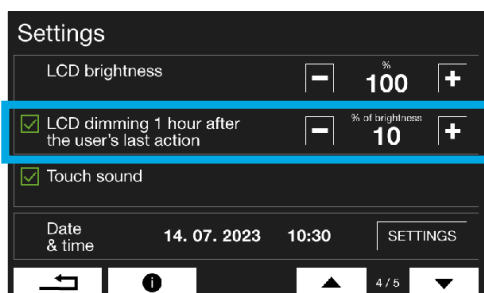 Settings
LCD brightness
%
100
LCD dimming 1 hour after
the user's last action
% of brightness
10
Touch sound
Date
& time
14. 07. 2023
10:30
SETTINGS
4/5